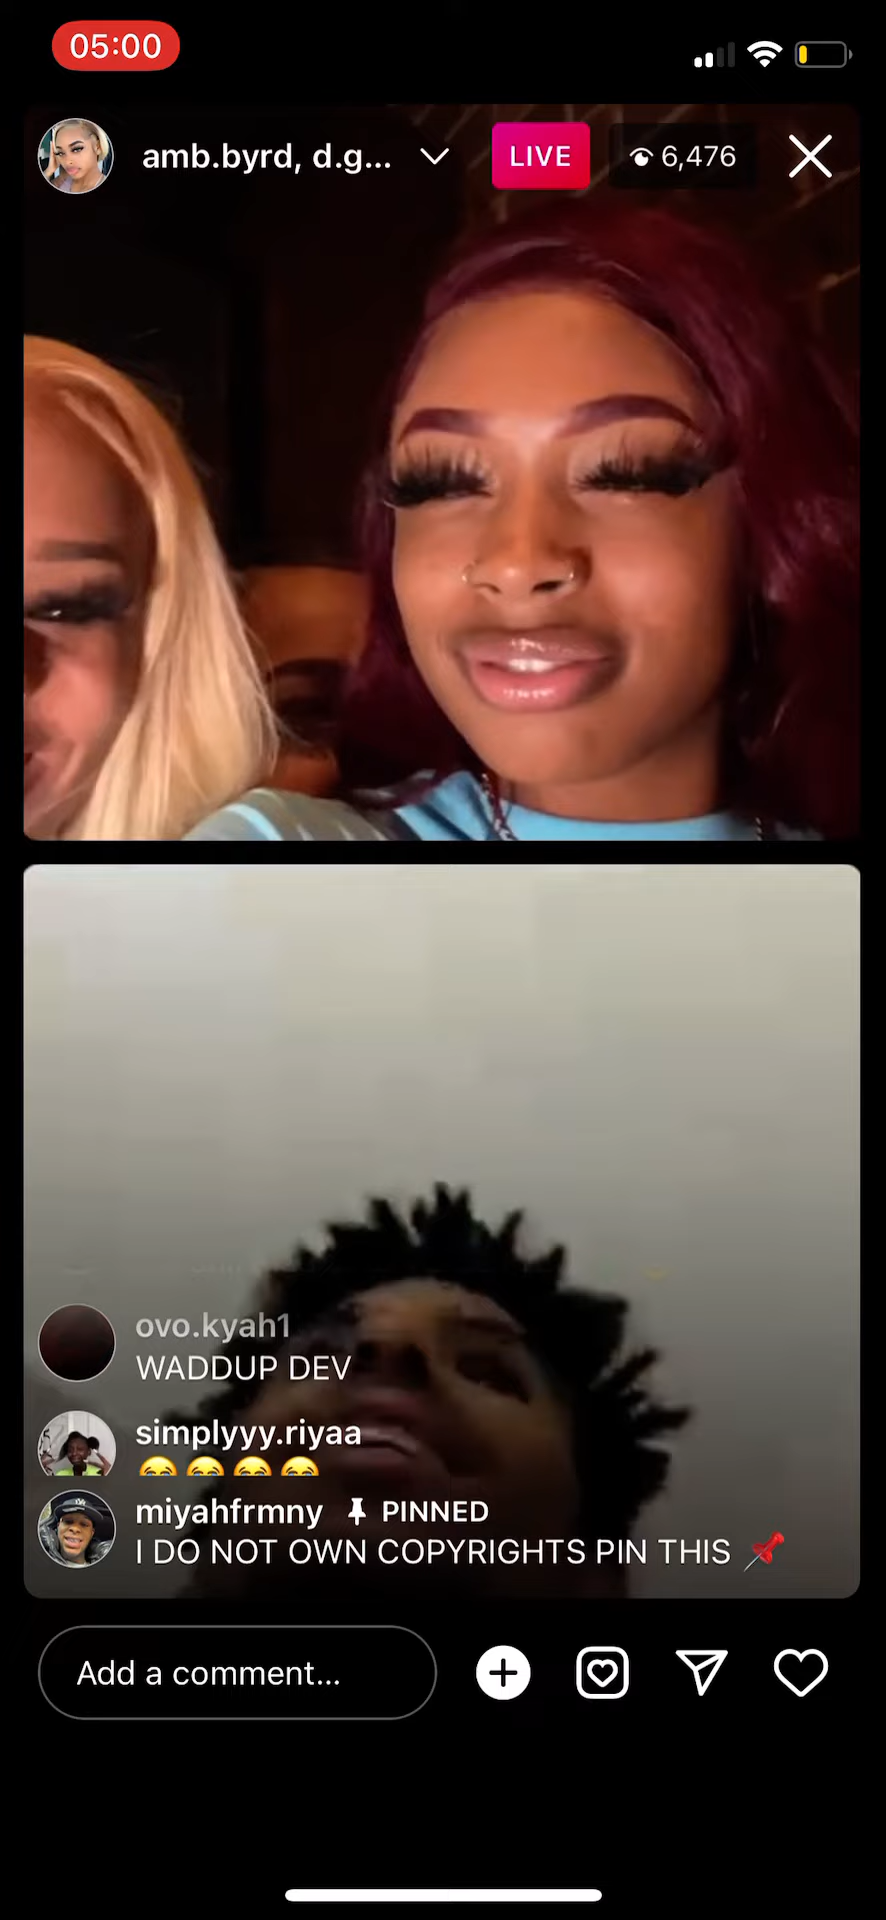 05:00
amb.byrd, d.g...
LIVE
6,476
ovo.kyah1
WADDUP DEV
simplyyy.riyaa
😂😂😂😂
miyahfrmny PINNED
I DO NOT OWN COPYRIGHTS PIN THIS 📌
Add a comment...